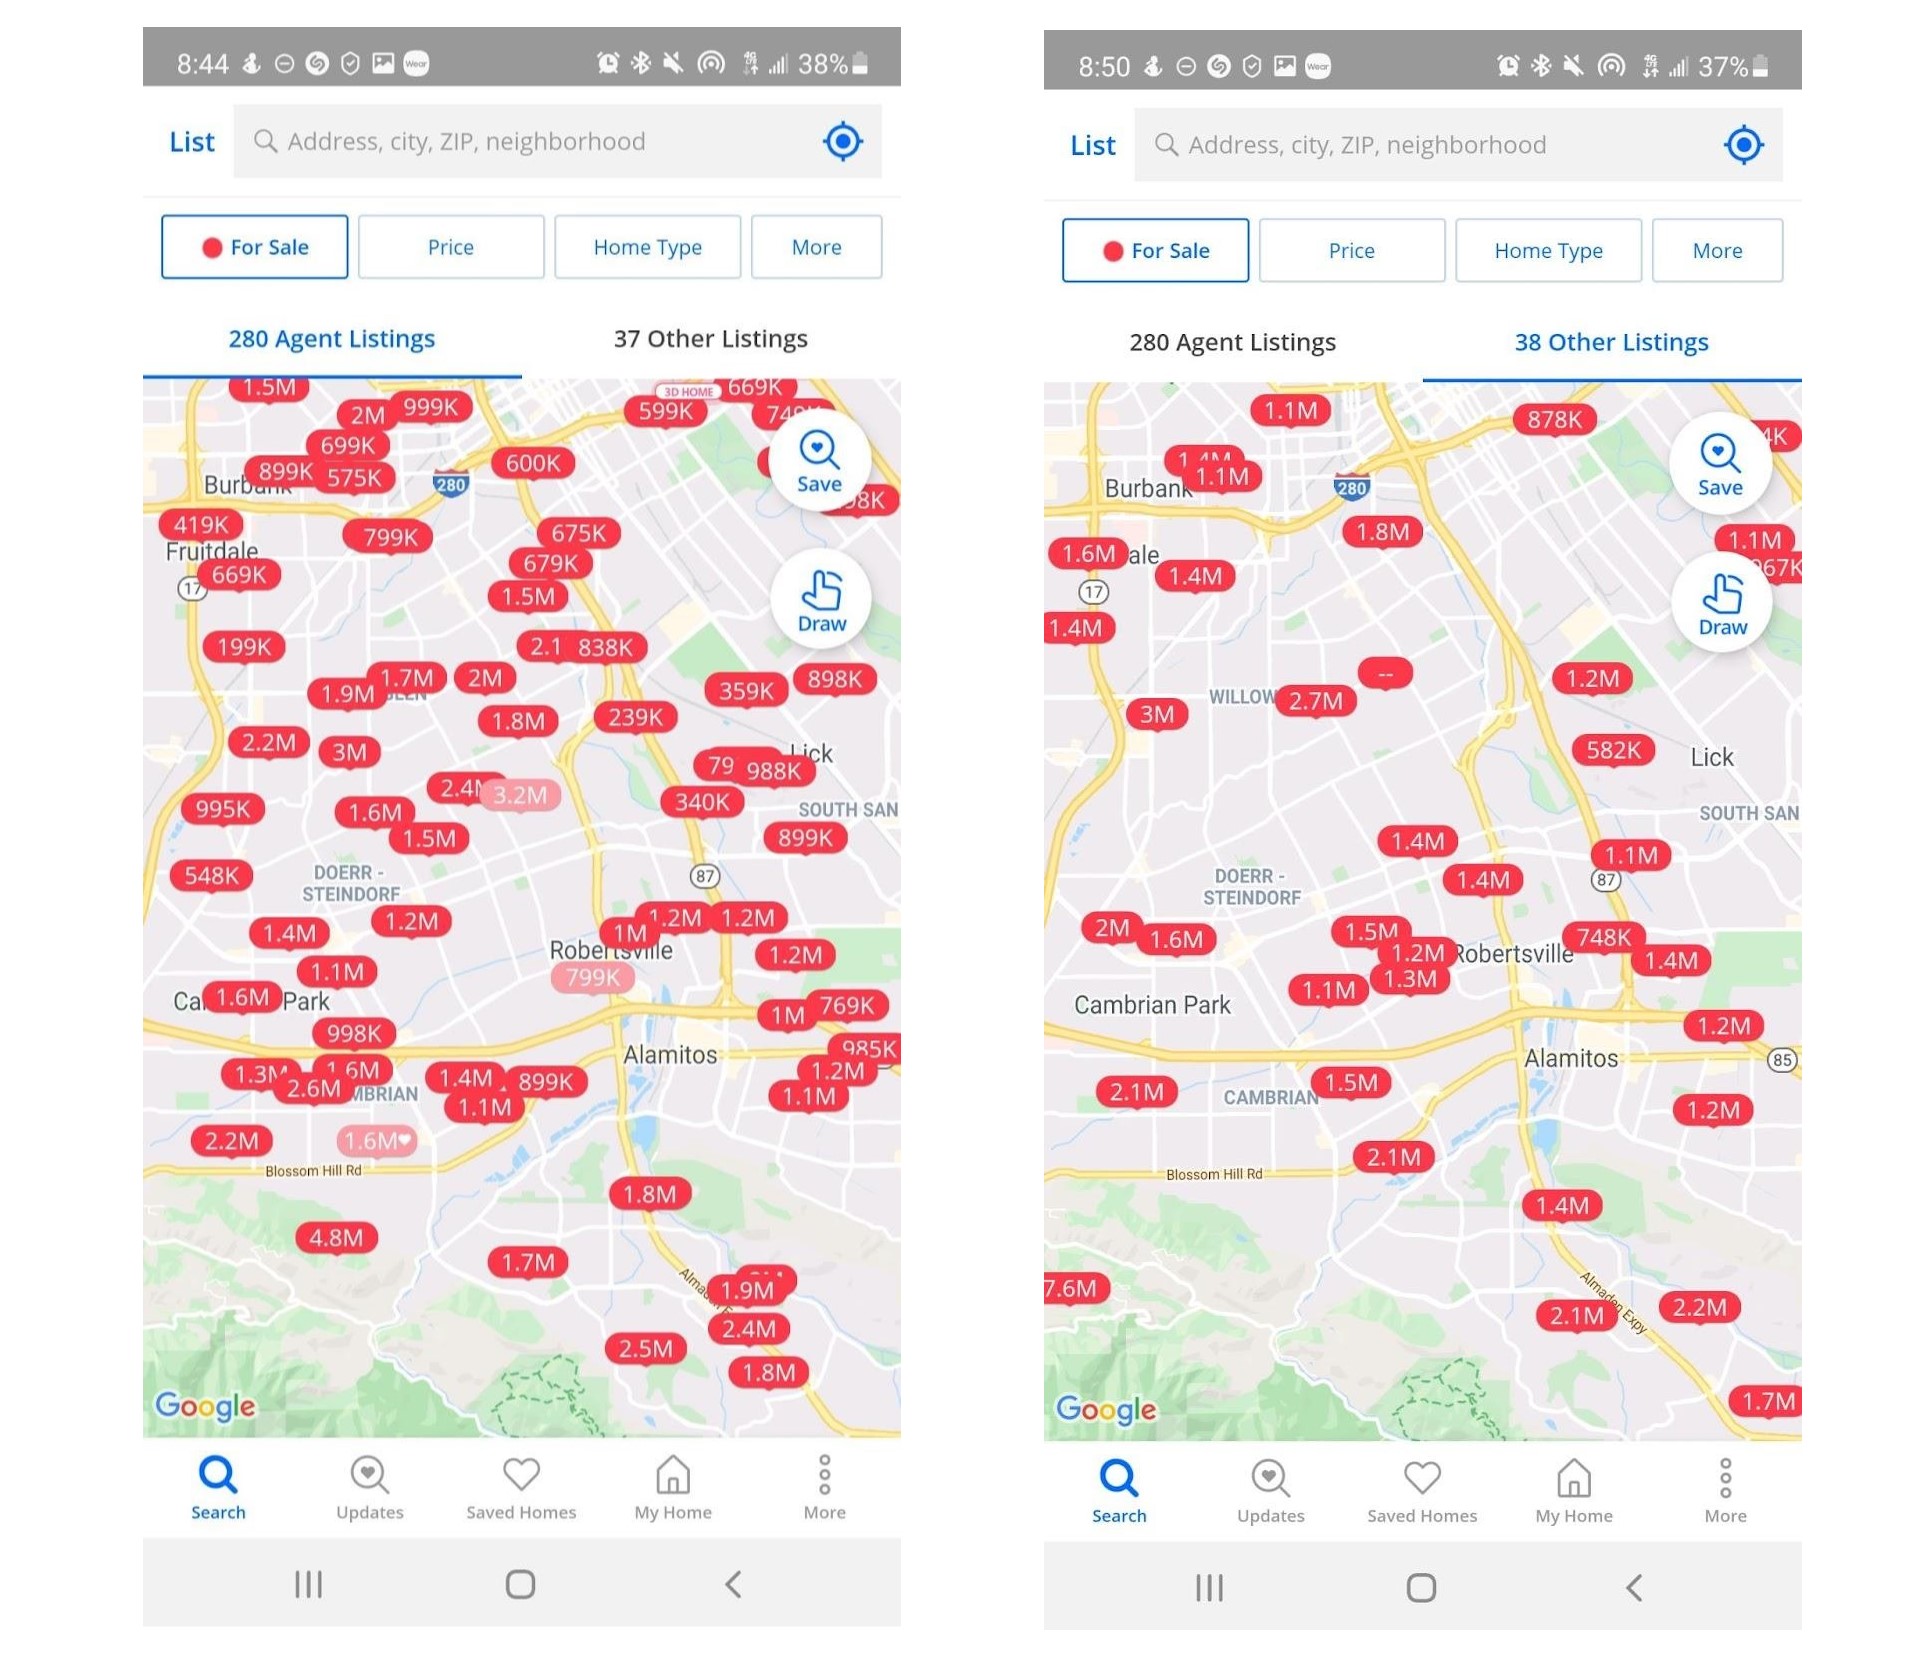 8:44
Wear
38%
List
Address, city, ZIP, neighborhood
For Sale
Price
Home Type
More
280 Agent Listings
37 Other Listings
1.5M
3D HOME
669K
2M
999K
599K
699K
600K
Save
899K
575K
280
419K
799K
675K
Fruitdale
679K
17
669K
1.5M
Draw
199K
2.1
838K
1.7M
2M
898K
1.9M
359K
1.8M
239K
2.2M
3M
Lick
79
988K
2.4M
3.2M
995K
1.6M
340K
SOUTH SAN
1.5M
899K
548K
DOERR -
STEINDORF
87
1.2M
1.2M
1.2M
1.4M
1M
Robertsville
1.2M
1.1M
799K
1.6M
Park
1M
769K
998K
Alamitos
985K
1.3M
1.6M
1.4M
899K
1.2M
2.6M
1.1M
1.1M
2.2M
1.6M
Blossom Hill Rd
1.8M
4.8M
1.7M
1.9M
2.4M
2.5M
1.8M
Google
Search
Updates
Saved Homes
My Home
More
8:50
Wear
37%
List
Address, city, ZIP, neighborhood
For Sale
Price
Home Type
More
280 Agent Listings
38 Other Listings
1.1M
878K
4K
1.4M
1.1M
Save
Burbank
280
1.8M
1.1M
1.6M
ale
1.4M
67K
17
Draw
1.4M
--
1.2M
WILLOW
2.7M
3M
582K
Lick
SOUTH SAN
1.4M
1.1M
DOERR -
STEINDORF
1.4M
87
2M
1.6M
1.5M
748K
1.2M
Robertsville
1.4M
1.1M
1.3M
Cambrian Park
1.2M
Alamitos
85
2.1M
CAMBRIAN
1.5M
1.2M
2.1M
Blossom Hill Rd
1.4M
7.6M
Almaden Expy
2.1M
2.2M
1.7M
Google
Search
Updates
Saved Homes
My Home
More